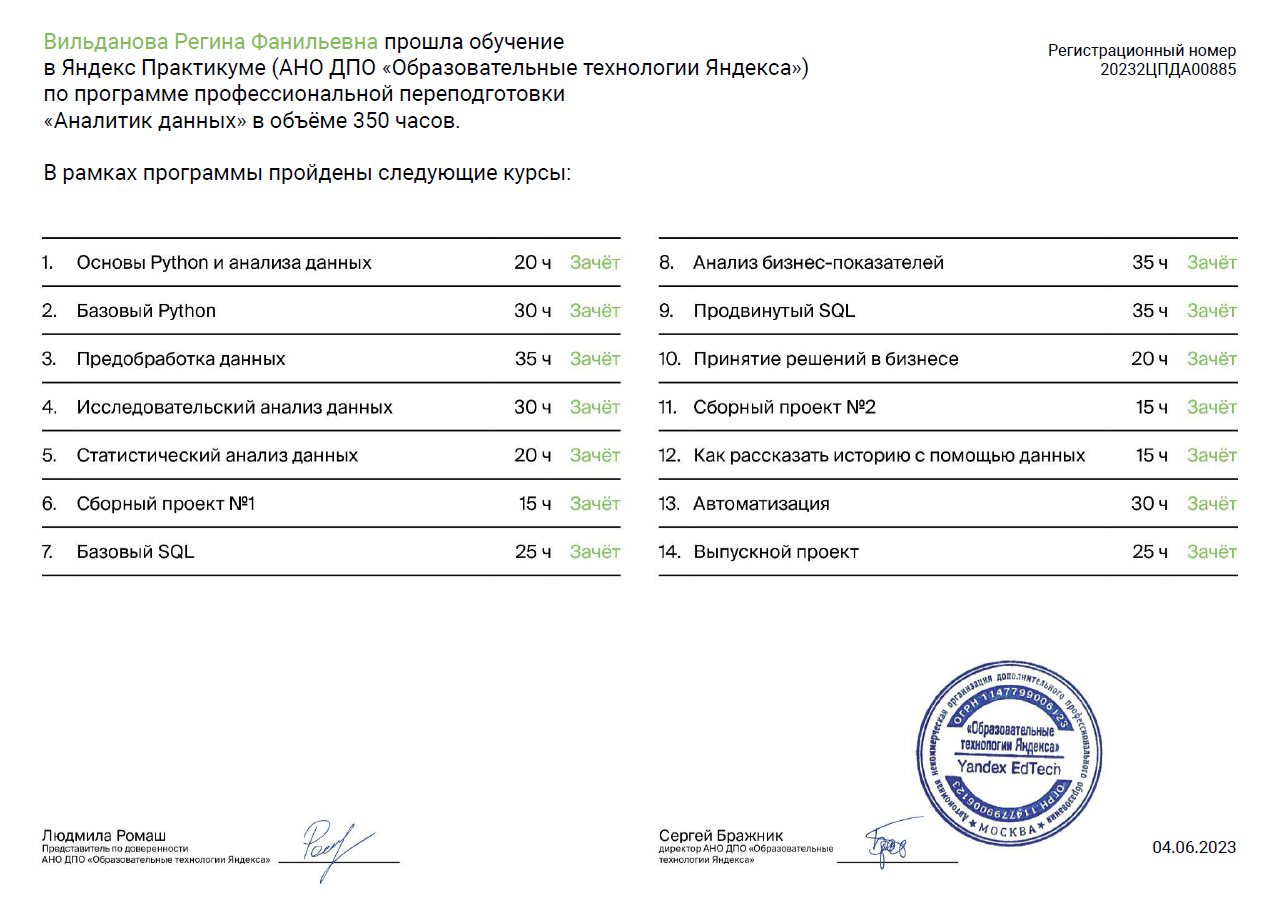 Вильданова Регина Фанильевна прошла обучение
в Яндекс Практикуме (АНО ДПО «Образовательные технологии Яндекса»)
по программе профессиональной переподготовки
«Аналитик данных» в объёме 350 часов.
Регистрационный номер
20232ЦПДА00885
В рамках программы пройдены следующие курсы:
1. Основы Python и анализа данных 20 ч Зачёт
2. Базовый Python 30 ч Зачёт
3. Предобработка данных 35 ч Зачёт
4. Исследовательский анализ данных 30 ч Зачёт
5. Статистический анализ данных 20 ч Зачёт
6. Сборный проект №1 15 ч Зачёт
7. Базовый SQL 25 ч Зачёт
8. Анализ бизнес-показателей 35 ч Зачёт
9. Продвинутый SQL 35 ч Зачёт
10. Принятие решений в бизнесе 20 ч Зачёт
11. Сборный проект №2 15 ч Зачёт
12. Как рассказать историю с помощью данных 15 ч Зачёт
13. Автоматизация 30 ч Зачёт
14. Выпускной проект 25 ч Зачёт
Людмила Ромаш
Представитель по доверенности
АНО ДПО «Образовательные технологии Яндекса»
Сергей Бражник
директор АНО ДПО «Образовательные
технологии Яндекса»
Автономная некоммерческая организация дополнительного профессионального образования
ОГРН 1147799006123
«Образовательные
технологии Яндекса»
Yandex EdTech
ОГРН 1147799006123
МОСКВА
04.06.2023